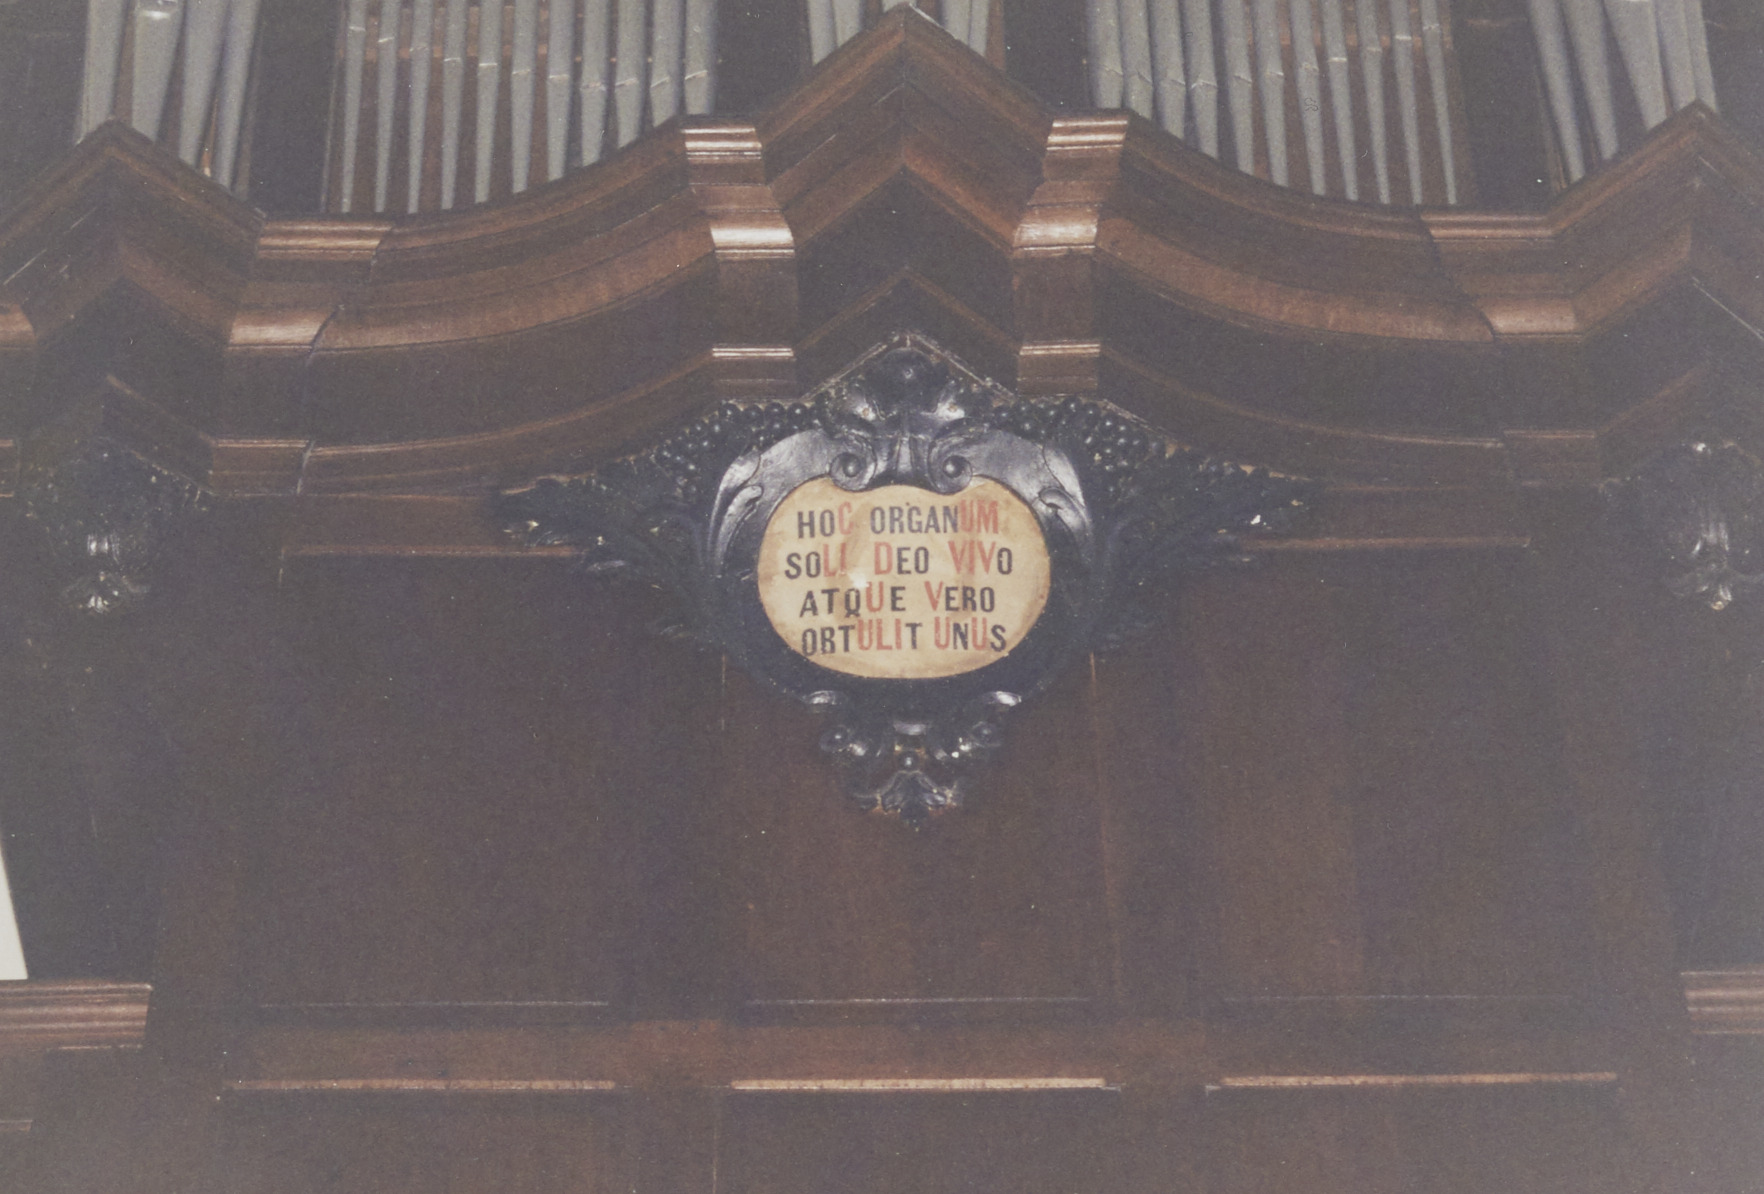 HOC ORGANUM
SOLI DEO VIVO
ATQUE VERO
OBTULIT UNUS